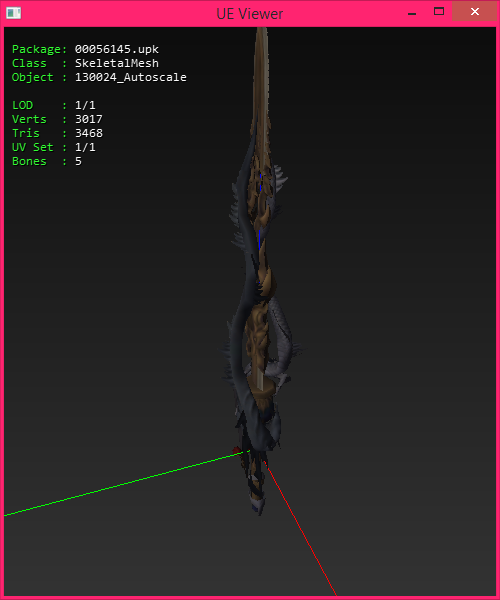 UE Viewer
Package: 00056145.upk
Class  : SkeletalMesh
Object : 130024_Autoscale
LOD    : 1/1
Verts  : 3017
Tris   : 3468
UV Set : 1/1
Bones  : 5